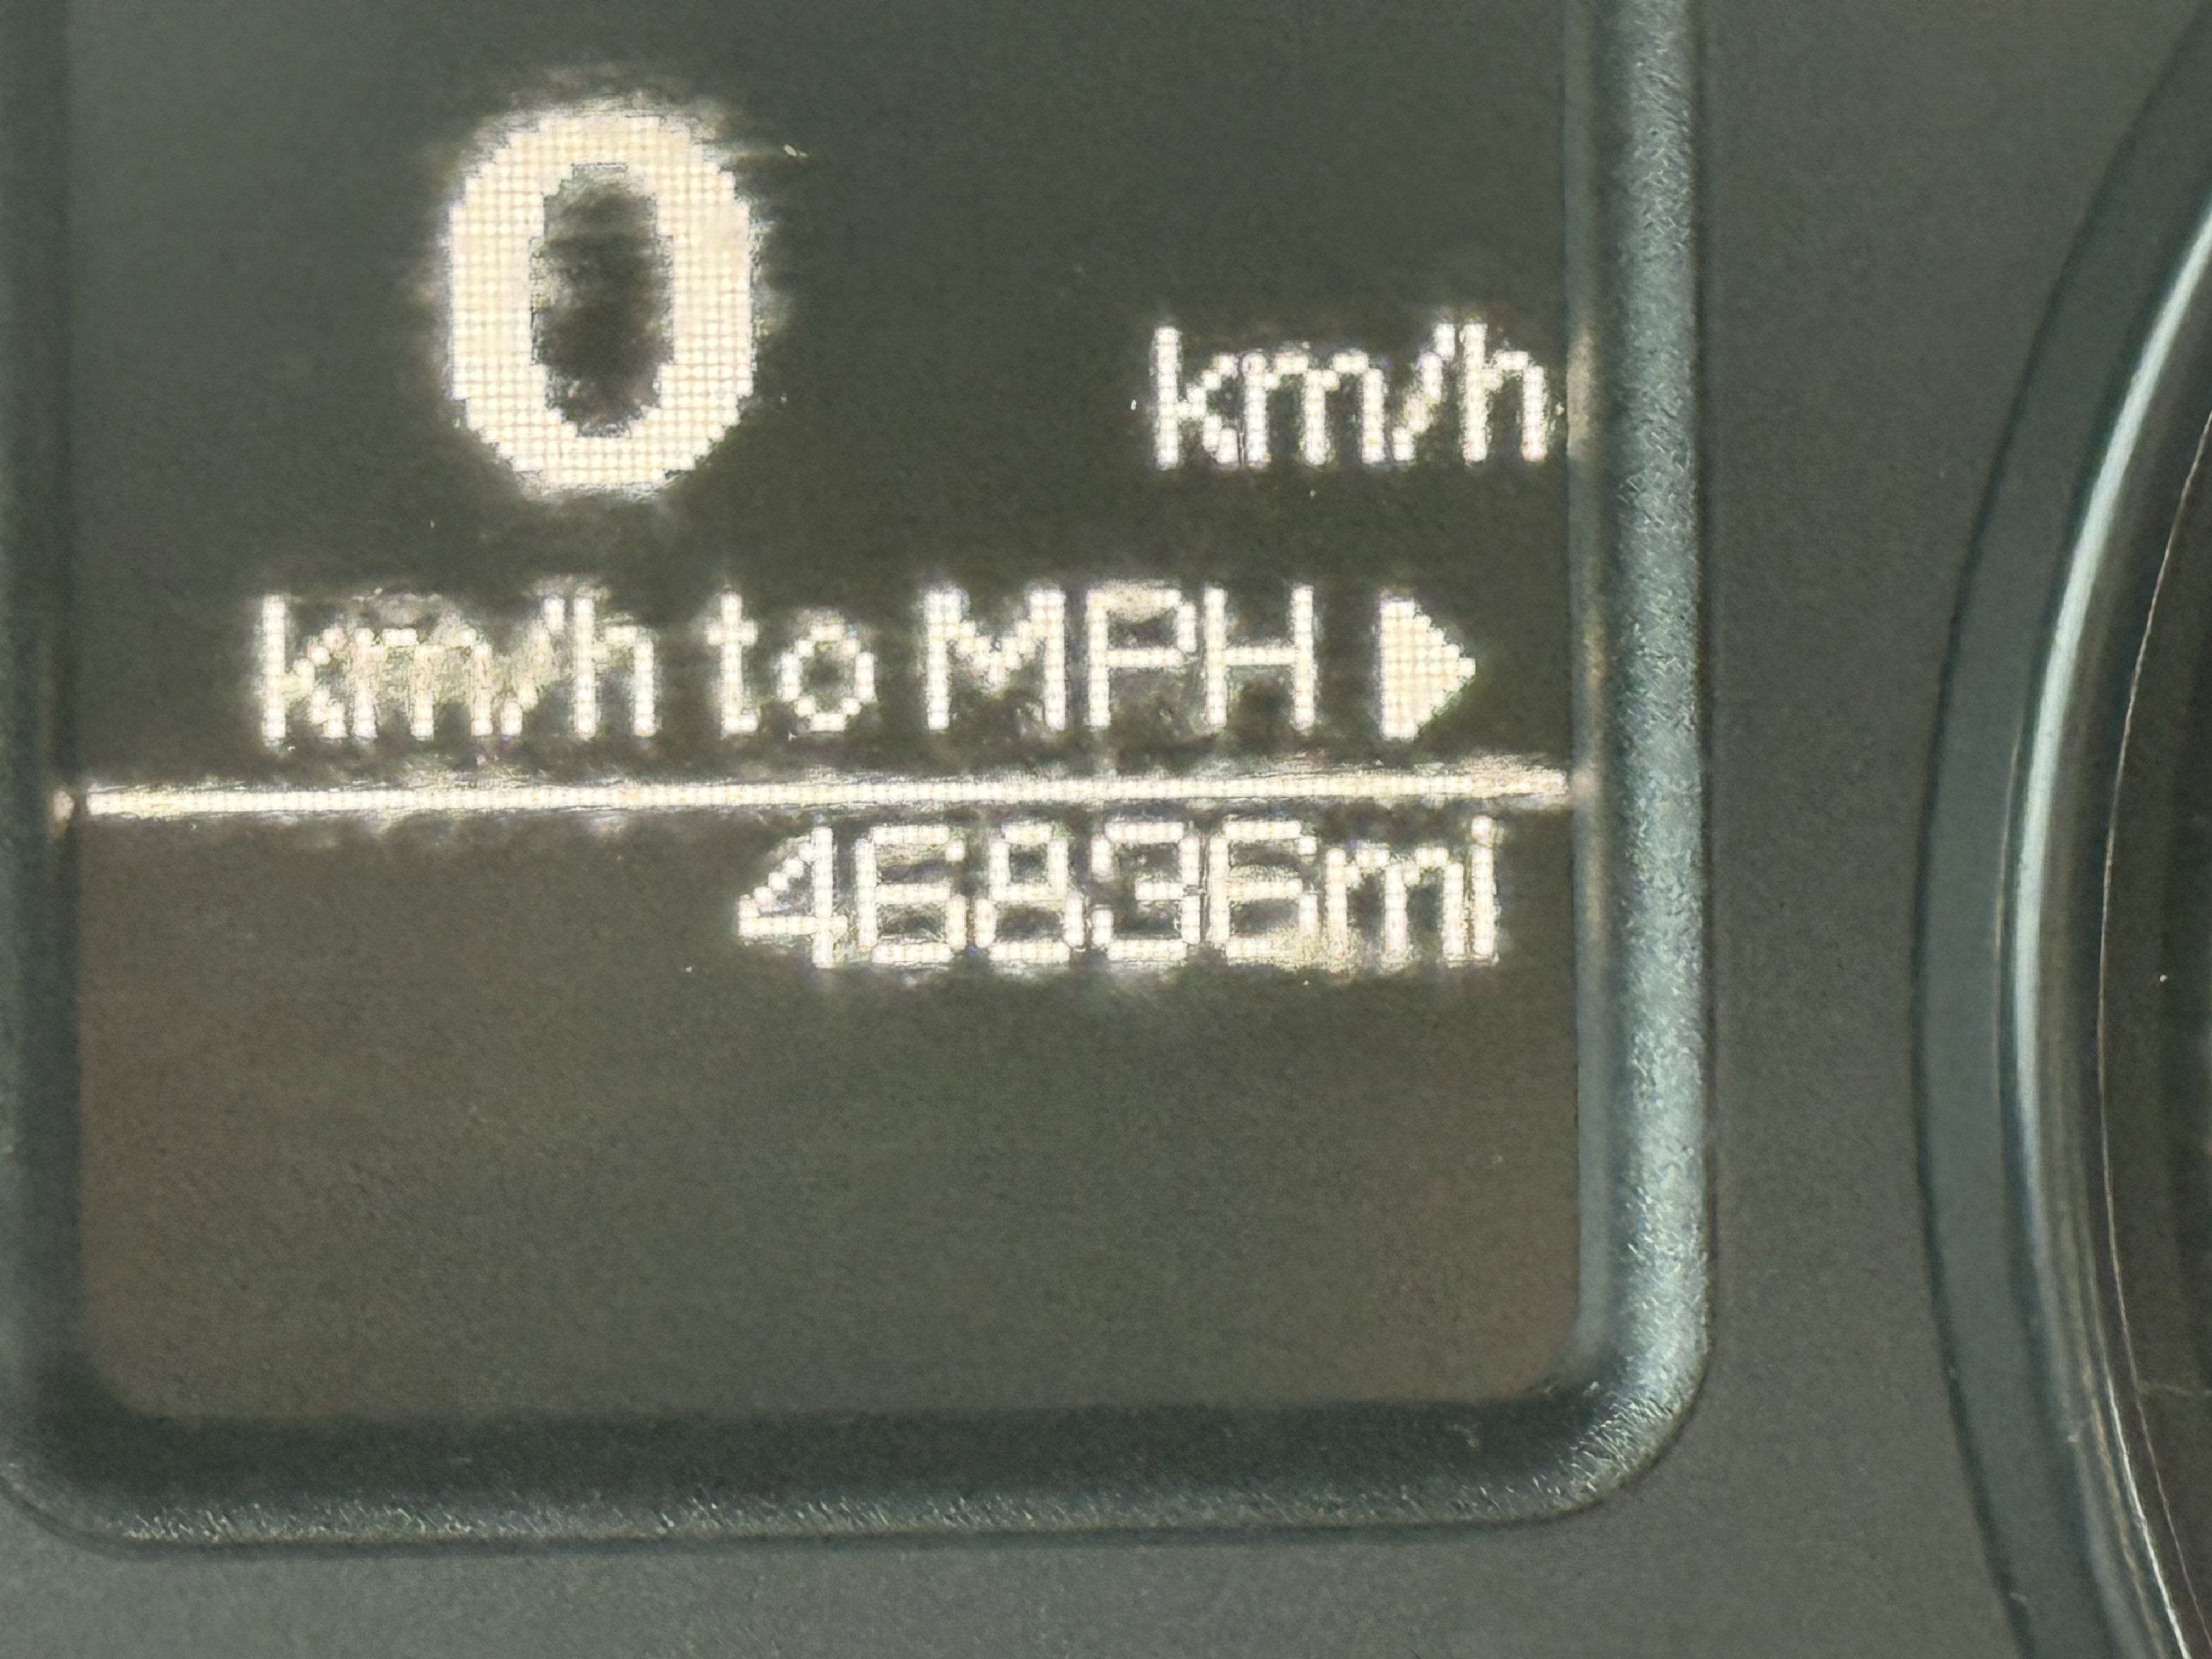 0
km/h
km/h to MPH ▶
46836mi